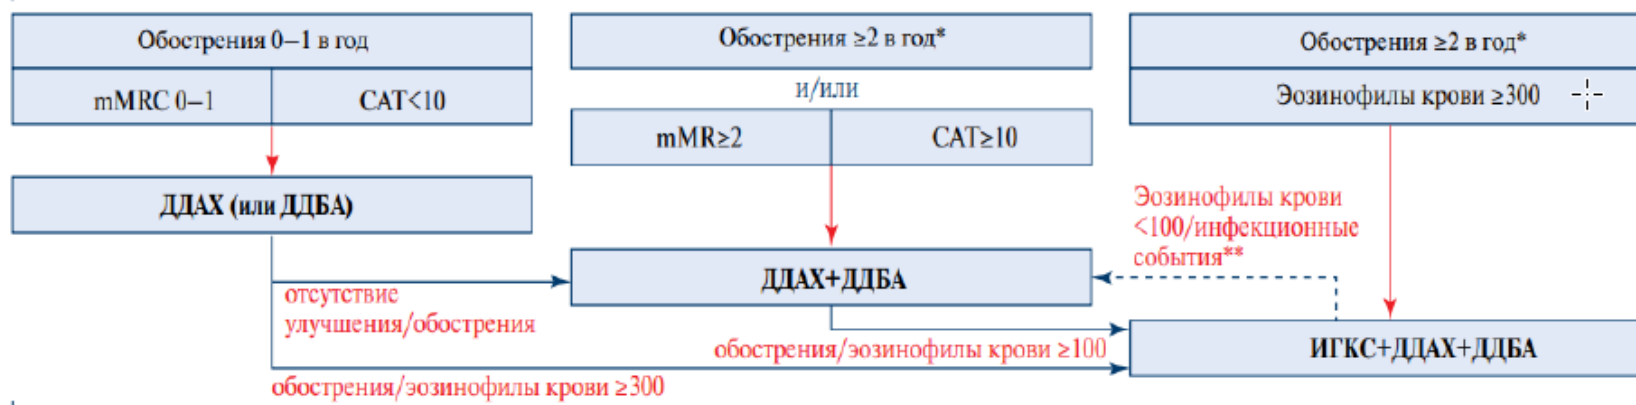 Обострения 0–1 в год
mMRC 0–1
CAT<10
ДДАХ (или ДДБА)
отсутствие
улучшения/обострения
обострения/эозинофилы крови ≥300
Обострения ≥2 в год*
и/или
mMR≥2
CAT≥10
ДДАХ+ДДБА
обострения/эозинофилы крови ≥100
Обострения ≥2 в год*
Эозинофилы крови ≥300
Эозинофилы крови
<100/инфекционные
события**
ИГКС+ДДАХ+ДДБА